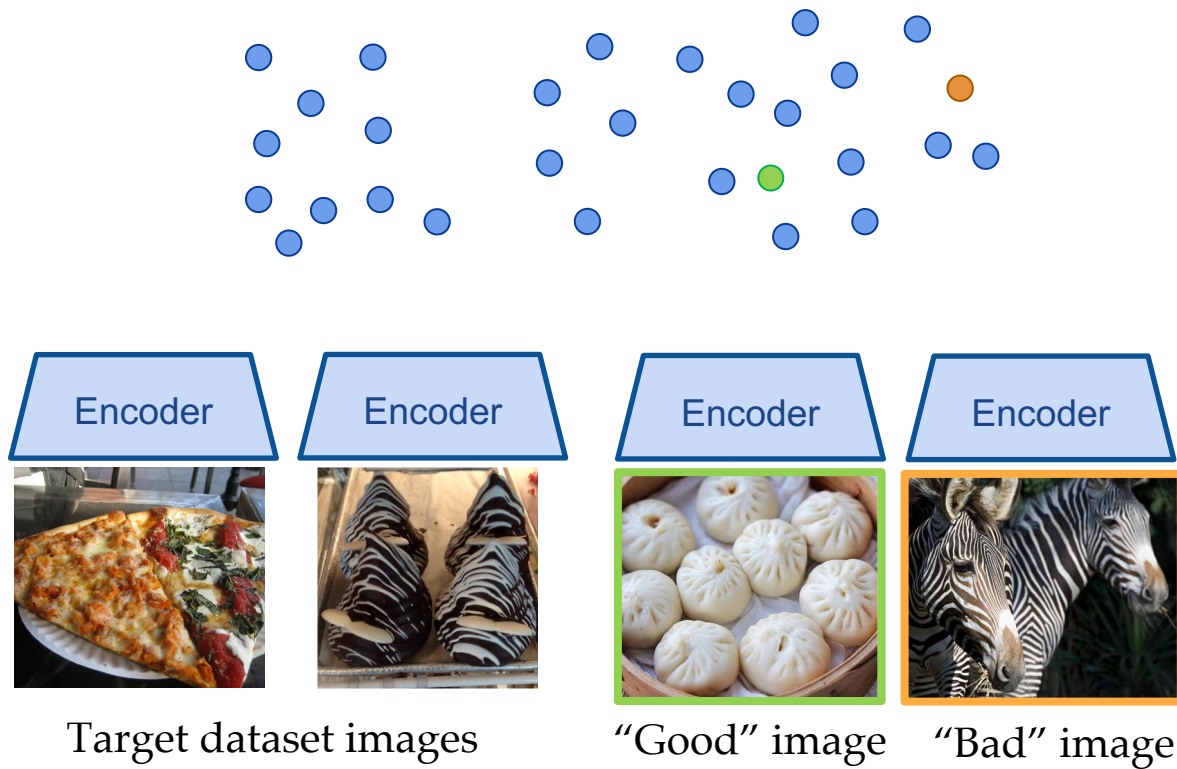 Encoder
Encoder
Encoder
Encoder
Target dataset images
“Good” image
“Bad” image